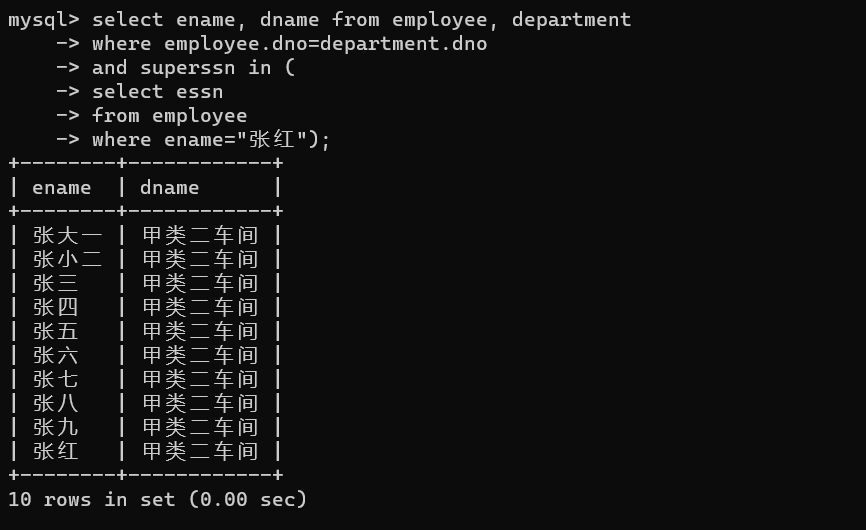 mysql> select ename, dname from employee, department
    -> where employee.dno=department.dno
    -> and superssn in (
    -> select essn
    -> from employee
    -> where ename="张红");
+--------+------------+
| ename  | dname      |
+--------+------------+
| 张大一 | 甲类二车间 |
| 张小二 | 甲类二车间 |
| 张三   | 甲类二车间 |
| 张四   | 甲类二车间 |
| 张五   | 甲类二车间 |
| 张六   | 甲类二车间 |
| 张七   | 甲类二车间 |
| 张八   | 甲类二车间 |
| 张九   | 甲类二车间 |
| 张红   | 甲类二车间 |
+--------+------------+
10 rows in set (0.00 sec)